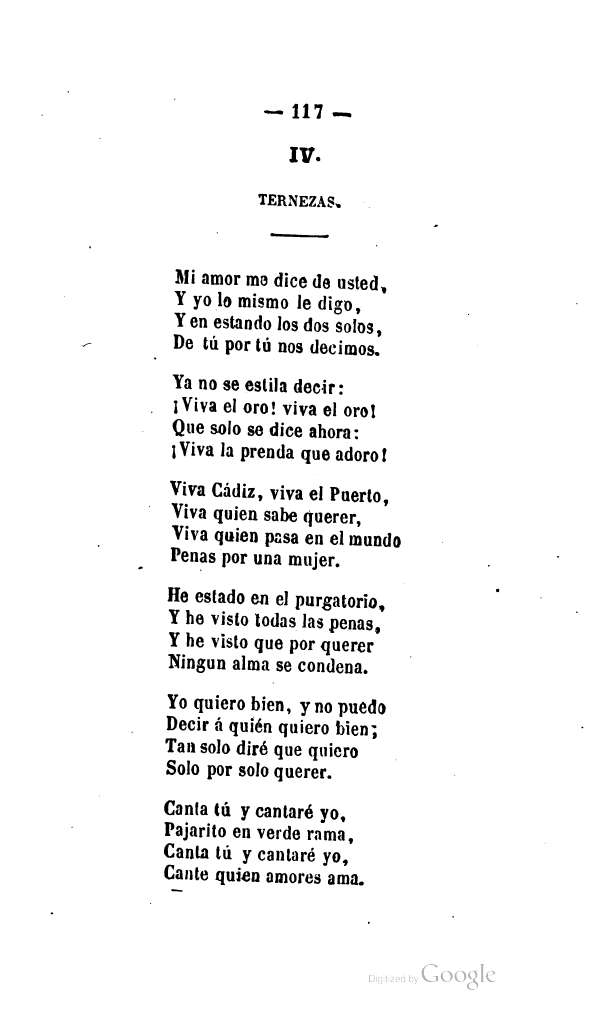 — 117 —
IV.
TERNEZAS.
Mi amor me dice de usted,
Y yo lo mismo le digo,
Y en estando los dos solos,
De tú por tú nos decimos.
Ya no se estila decir:
¡Viva el oro! viva el oro!
Que solo se dice ahora:
¡Viva la prenda que adoro!
Viva Cádiz, viva el Puerto,
Viva quien sabe querer,
Viva quien pasa en el mundo
Penas por una mujer.
He estado en el purgatorio,
Y he visto todas las penas,
Y he visto que por querer
Ningun alma se condena.
Yo quiero bien, y no puedo
Decir á quién quiero bien;
Tan solo diré que quiero
Solo por solo querer.
Canta tú y cantaré yo,
Pajarito en verde rama,
Canta tú y cantaré yo,
Cante quien amores ama.
Digitized by Google